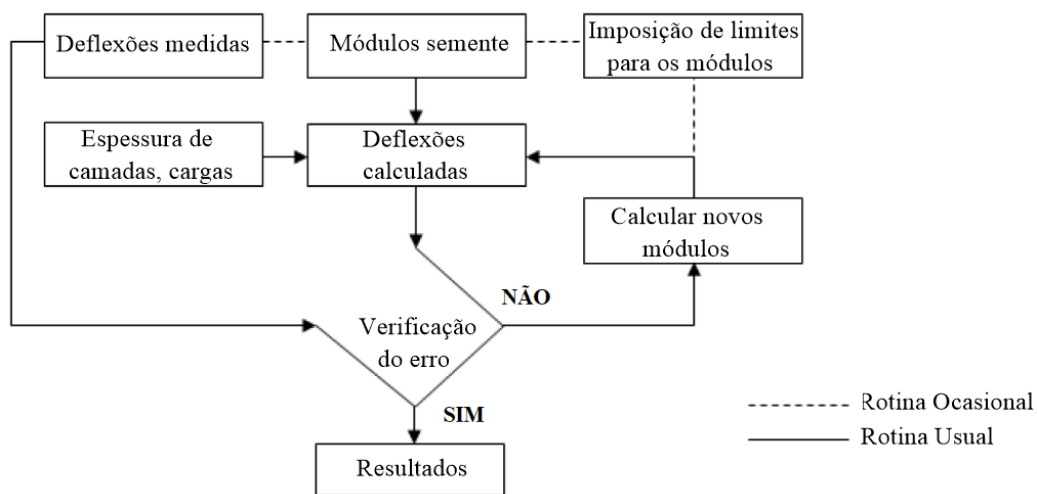 Deflexões medidas
Módulos semente
Imposição de limites
para os módulos
Espessura de
camadas, cargas
Deflexões
calculadas
Calcular novos
módulos
NÃO
Verificação
do erro
SIM
Resultados
Rotina Ocasional
Rotina Usual